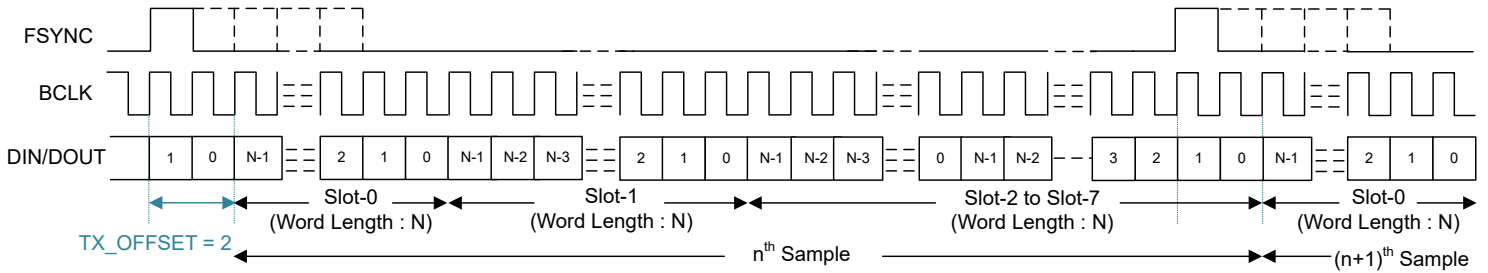 FSYNC
BCLK
DIN/DOUT 1 0 N-1 2 1 0 N-1 N-2 N-3 2 1 0 N-1 N-2 N-3 0 N-1 N-2 3 2 1 0 N-1 2 1 0
Slot-0 Slot-1 Slot-2 to Slot-7 Slot-0
(Word Length : N) (Word Length : N) (Word Length : N) (Word Length : N)
TX_OFFSET = 2 nth Sample (n+1)th Sample